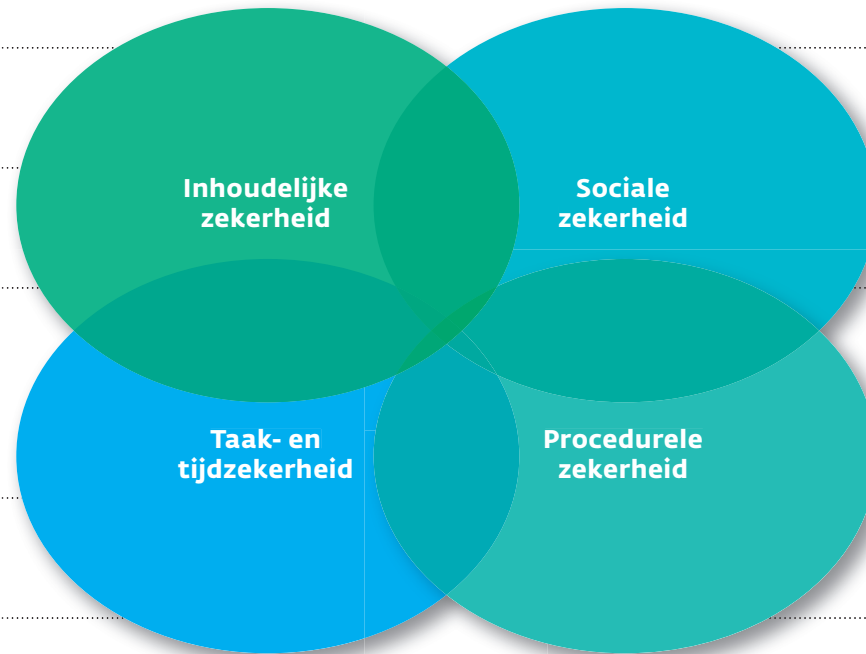 Inhoudelijke
zekerheid
Sociale
zekerheid
Taak- en
tijdzekerheid
Procedurele
zekerheid